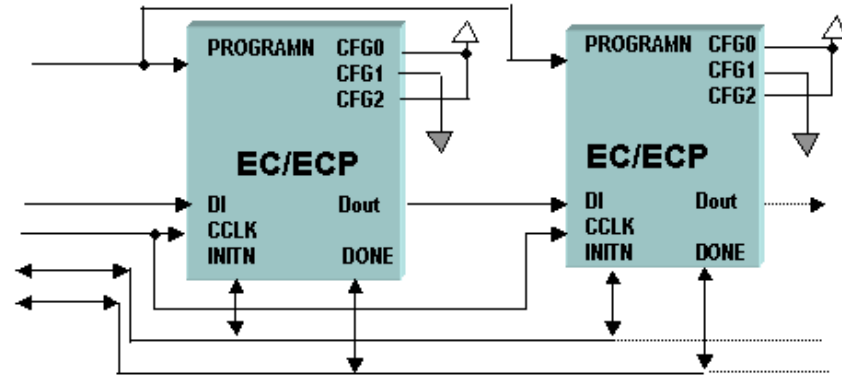 PROGRAMN CFG0
CFG1
CFG2
EC/ECP
DI Dout
CCLK
INITN DONE
PROGRAMN CFG0
CFG1
CFG2
EC/ECP
DI Dout
CCLK
INITN DONE